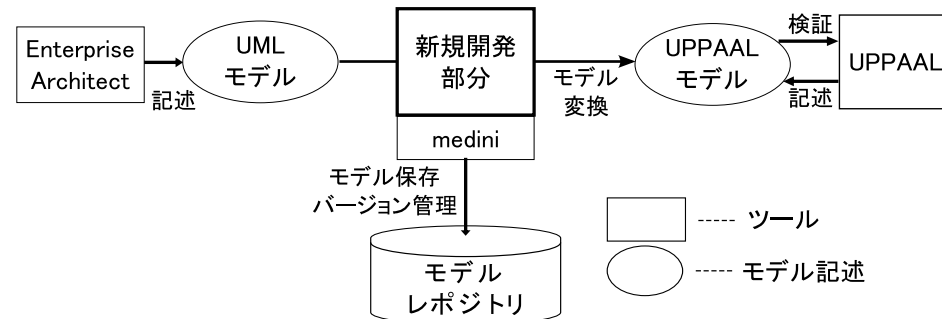 Enterprise
Architect
記述
UML
モデル
新規開発
部分
medini
モデル
変換
UPPAAL
モデル
検証
記述
UPPAAL
モデル保存
バージョン管理
モデル
レポジトリ
ツール
モデル記述